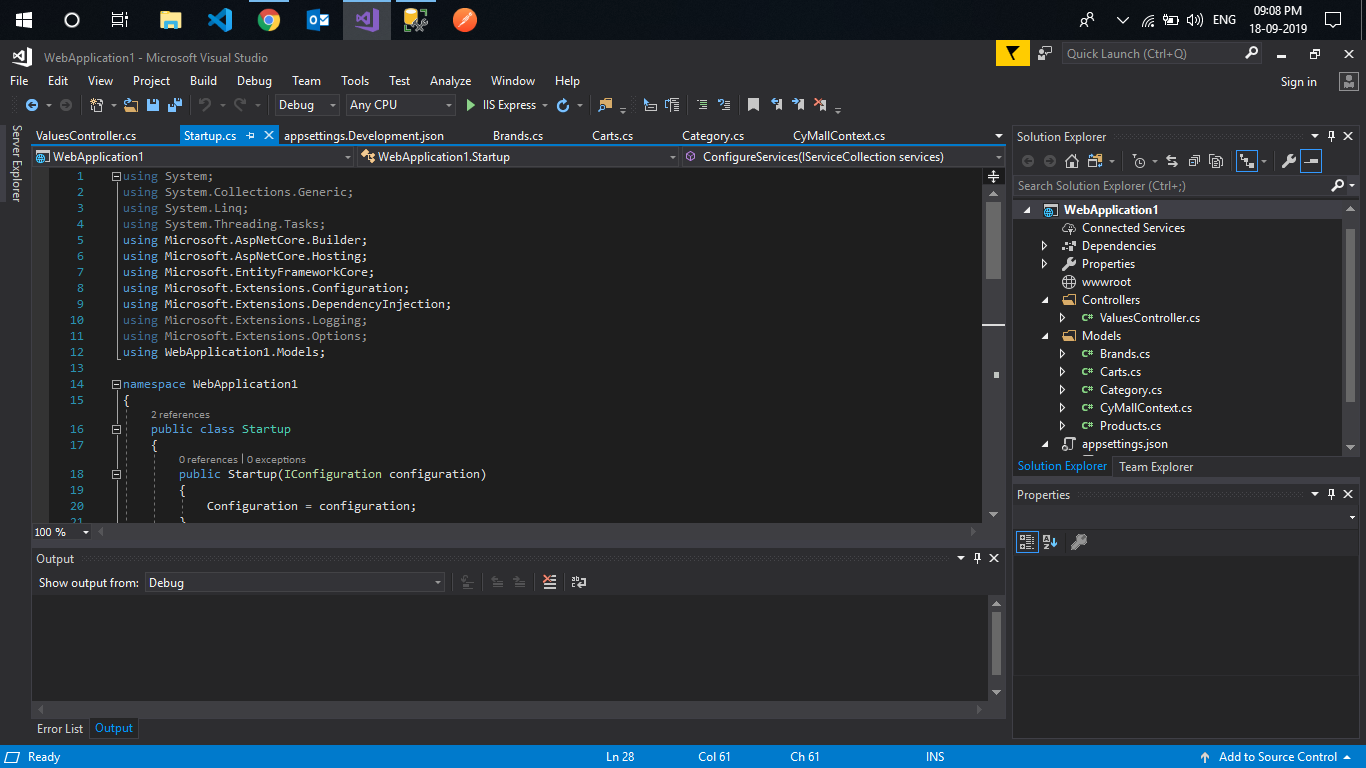 09:08 PM
ENG
18-09-2019
WebApplication1 - Microsoft Visual Studio
Quick Launch (Ctrl+Q)
File Edit View Project Build Debug Team Tools Test Analyze Window Help
Sign in
Debug Any CPU IIS Express
Server Explorer
ValuesController.cs Startup.cs appsettings.Development.json Brands.cs Carts.cs Category.cs CyMallContext.cs
WebApplication1 WebApplication1.Startup ConfigureServices(IServiceCollection services)
1 using System;
2 using System.Collections.Generic;
3 using System.Linq;
4 using System.Threading.Tasks;
5 using Microsoft.AspNetCore.Builder;
6 using Microsoft.AspNetCore.Hosting;
7 using Microsoft.EntityFrameworkCore;
8 using Microsoft.Extensions.Configuration;
9 using Microsoft.Extensions.DependencyInjection;
10 using Microsoft.Extensions.Logging;
11 using Microsoft.Extensions.Options;
12 using WebApplication1.Models;
13
14 namespace WebApplication1
15 {
2 references
16 public class Startup
17 {
0 references | 0 exceptions
18 public Startup(IConfiguration configuration)
19 {
20 Configuration = configuration;
21 }
100 %
Output
Show output from: Debug
Error List Output
Solution Explorer
Search Solution Explorer (Ctrl+;)
WebApplication1
Connected Services
Dependencies
Properties
wwwroot
Controllers
C# ValuesController.cs
Models
C# Brands.cs
C# Carts.cs
C# Category.cs
C# CyMallContext.cs
C# Products.cs
appsettings.json
Solution Explorer Team Explorer
Properties
Ready Ln 28 Col 61 Ch 61 INS Add to Source Control